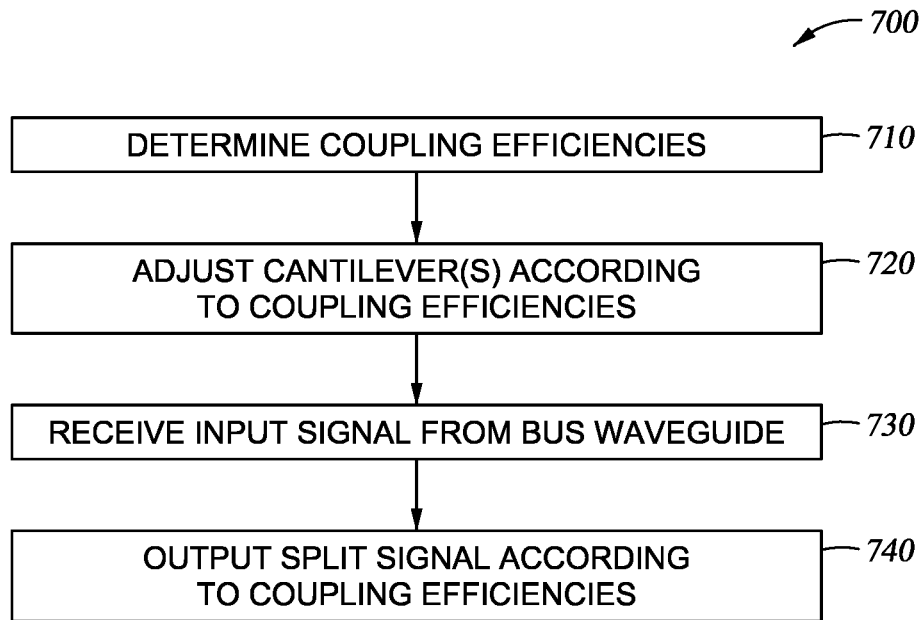 700
DETERMINE COUPLING EFFICIENCIES
710
ADJUST CANTILEVER(S) ACCORDING
TO COUPLING EFFICIENCIES
720
RECEIVE INPUT SIGNAL FROM BUS WAVEGUIDE
730
OUTPUT SPLIT SIGNAL ACCORDING
TO COUPLING EFFICIENCIES
740